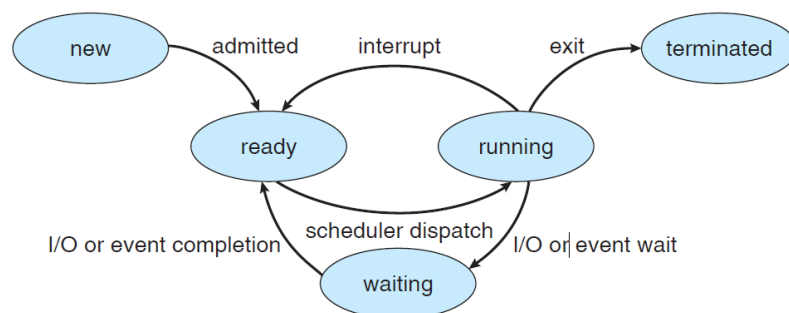 new
admitted
interrupt
exit
terminated
ready
running
I/O or event completion
scheduler dispatch
I/O or event wait
waiting